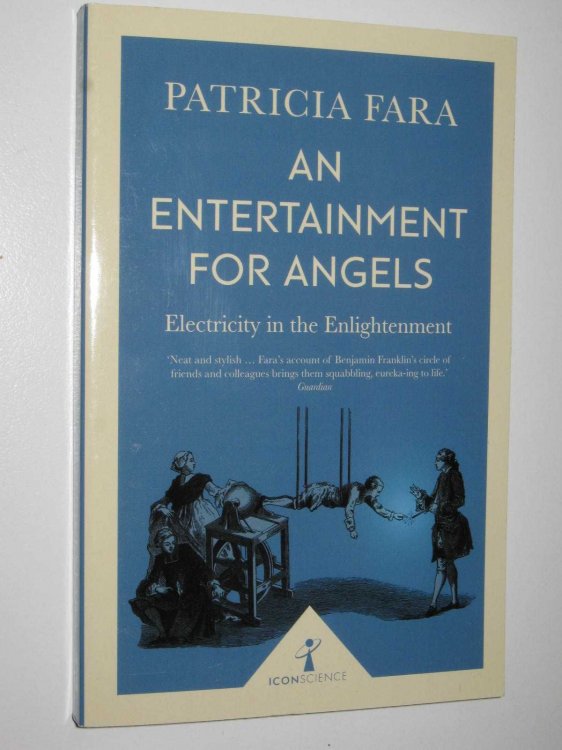 PATRICIA FARA
AN
ENTERTAINMENT
FOR ANGELS
Electricity in the Enlightenment
‘Neat and stylish … Fara’s account of Benjamin Franklin’s circle of
friends and colleagues brings them squabbling, eureka-ing to life.’
Guardian
ICONSCIENCE